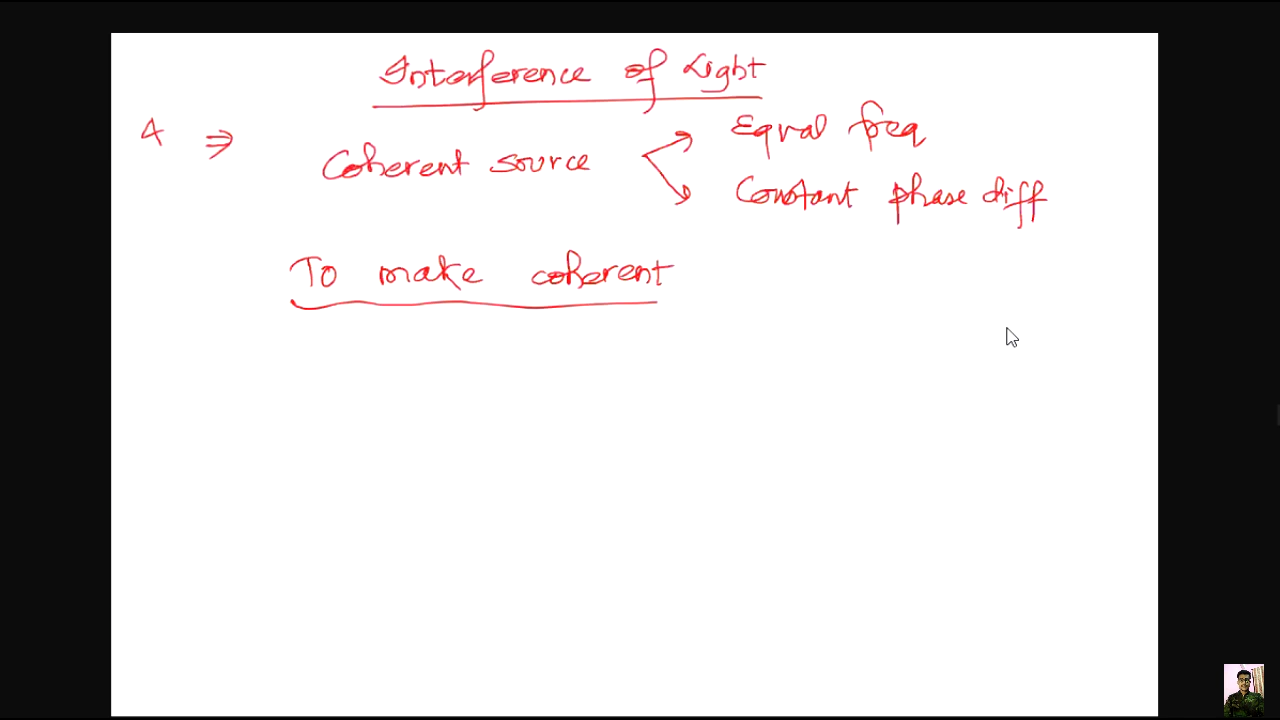 Interference of Light
4 ⇒ Coherent source
Equal freq
Constant phase diff
To make coherent